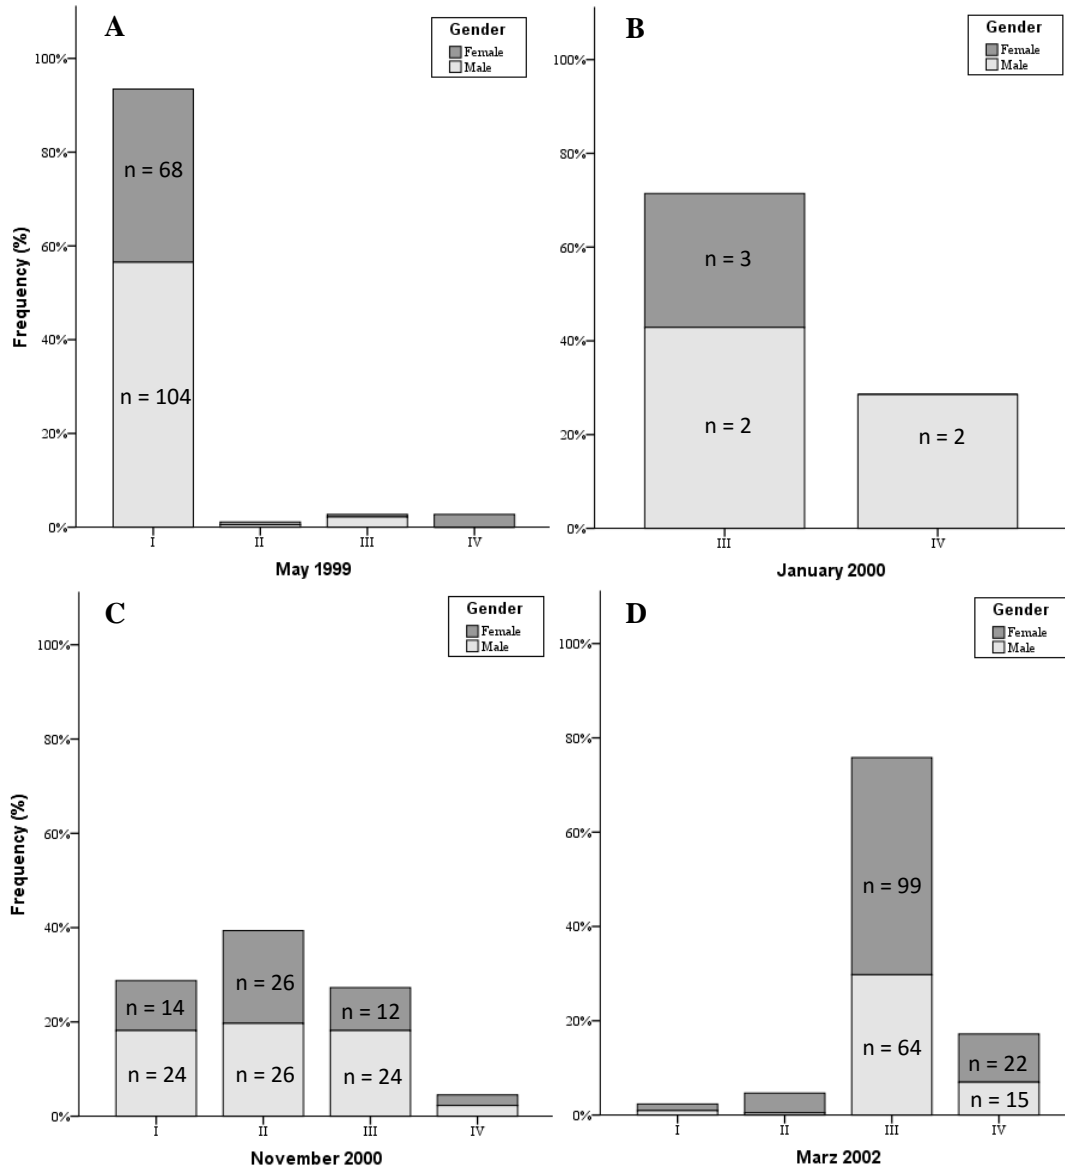 A
Gender
Female
Male
100%
80%
60%
40%
20%
0%
Frequency (%)
n = 68
n = 104
I
II
III
IV
May 1999
B
Gender
Female
Male
100%
80%
60%
40%
20%
0%
n = 3
n = 2
n = 2
III
IV
January 2000
C
Gender
Female
Male
100%
80%
60%
40%
20%
0%
Frequency (%)
n = 14
n = 26
n = 12
n = 24
n = 26
n = 24
I
II
III
IV
November 2000
D
Gender
Female
Male
100%
80%
60%
40%
20%
0%
n = 99
n = 64
n = 22
n = 15
I
II
III
IV
Marz 2002